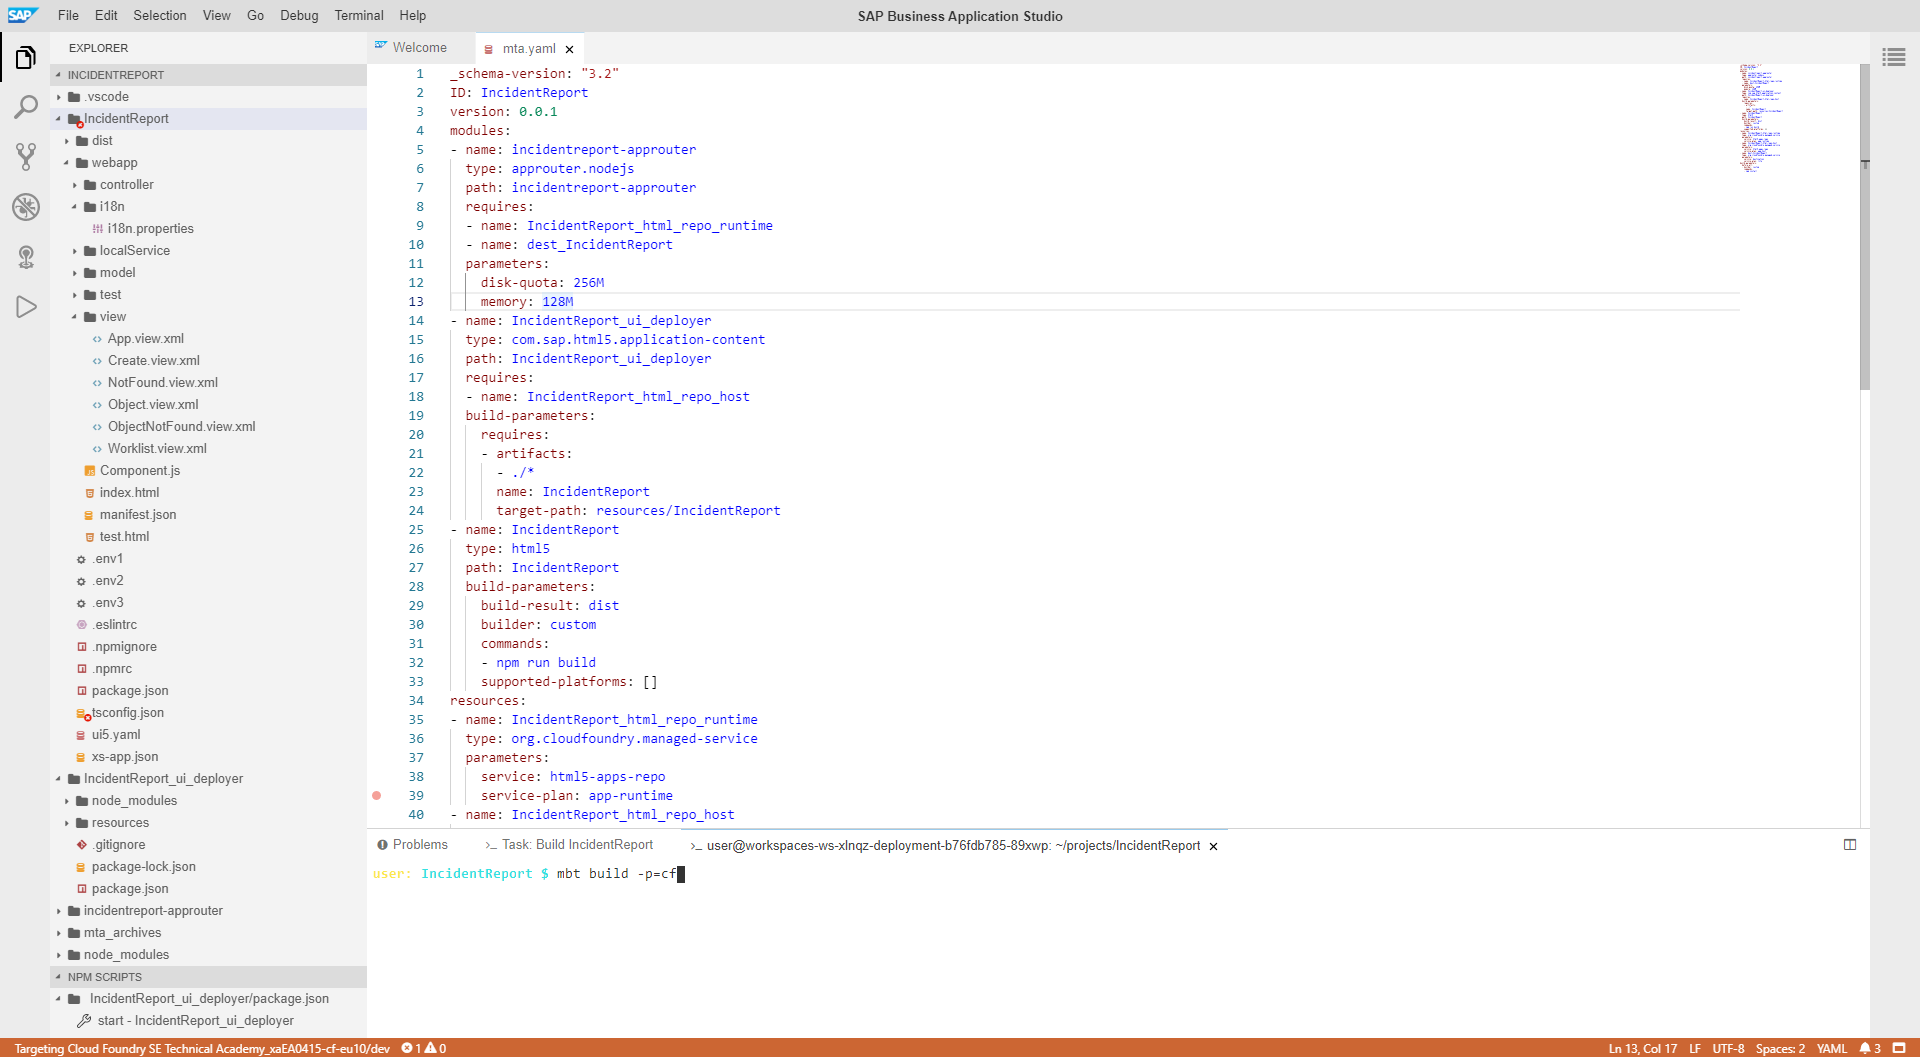 SAP File Edit Selection View Go Debug Terminal Help SAP Business Application Studio
EXPLORER
INCIDENTREPORT
.vscode
IncidentReport
dist
webapp
controller
i18n
i18n.properties
localService
model
test
view
App.view.xml
Create.view.xml
NotFound.view.xml
Object.view.xml
ObjectNotFound.view.xml
Worklist.view.xml
Component.js
index.html
manifest.json
test.html
.env1
.env2
.env3
.eslintrc
.npmignore
.npmrc
package.json
tsconfig.json
ui5.yaml
xs-app.json
IncidentReport_ui_deployer
node_modules
resources
.gitignore
package-lock.json
package.json
incidentreport-approuter
mta_archives
node_modules
NPM SCRIPTS
IncidentReport_ui_deployer/package.json
start - IncidentReport_ui_deployer
Welcome mta.yaml
1 _schema-version: "3.2"
2 ID: IncidentReport
3 version: 0.0.1
4 modules:
5 - name: incidentreport-approuter
6 type: approuter.nodejs
7 path: incidentreport-approuter
8 requires:
9 - name: IncidentReport_html_repo_runtime
10 - name: dest_IncidentReport
11 parameters:
12 disk-quota: 256M
13 memory: 128M
14 - name: IncidentReport_ui_deployer
15 type: com.sap.html5.application-content
16 path: IncidentReport_ui_deployer
17 requires:
18 - name: IncidentReport_html_repo_host
19 build-parameters:
20 requires:
21 - artifacts:
22 - ./*
23 name: IncidentReport
24 target-path: resources/IncidentReport
25 - name: IncidentReport
26 type: html5
27 path: IncidentReport
28 build-parameters:
29 build-result: dist
30 builder: custom
31 commands:
32 - npm run build
33 supported-platforms: []
34 resources:
35 - name: IncidentReport_html_repo_runtime
36 type: org.cloudfoundry.managed-service
37 parameters:
38 service: html5-apps-repo
39 service-plan: app-runtime
40 - name: IncidentReport_html_repo_host
Problems >_ Task: Build IncidentReport >_ user@workspaces-ws-xlnqz-deployment-b76fdb785-89xwp: ~/projects/IncidentReport
user: IncidentReport $ mbt build -p=cf
Targeting Cloud Foundry SE Technical Academy_xaEA0415-cf-eu10/dev 1 0 Ln 13, Col 17 LF UTF-8 Spaces: 2 YAML 3